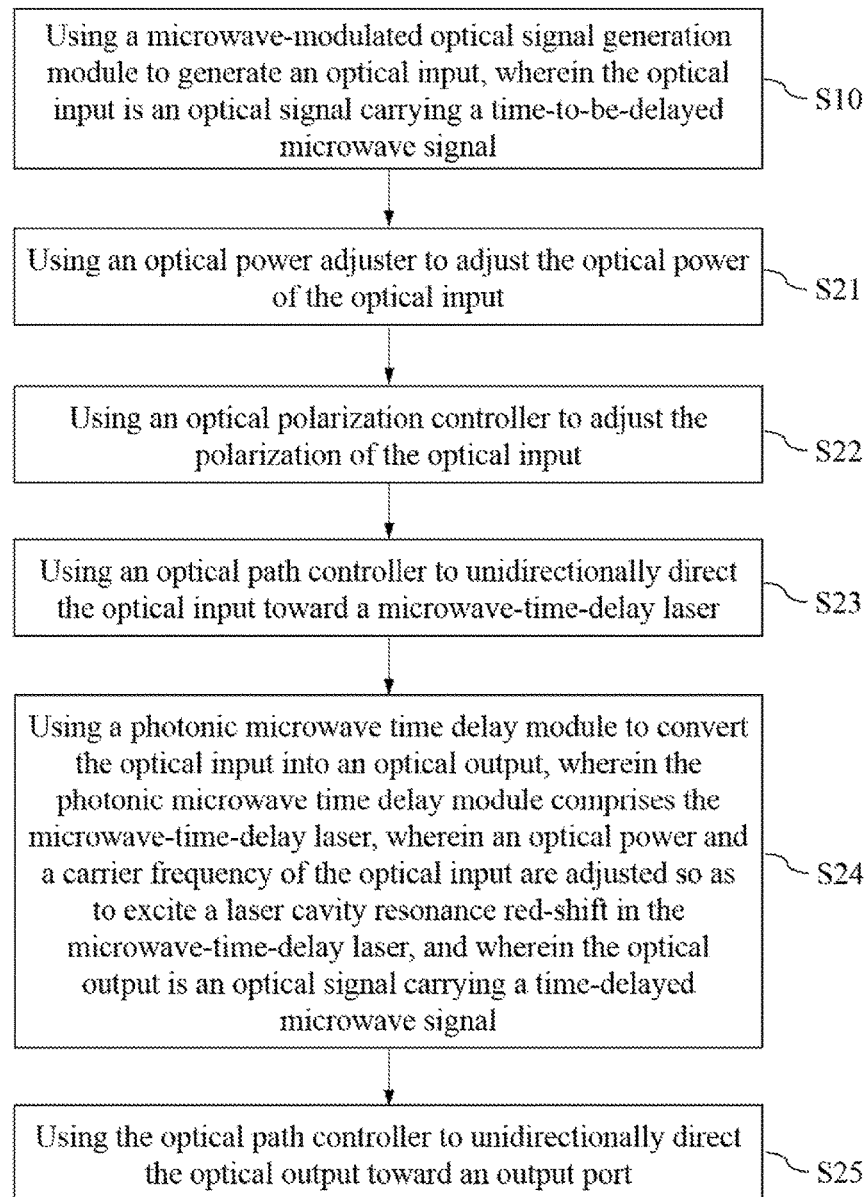 Using a microwave-modulated optical signal generation
module to generate an optical input, wherein the optical
input is an optical signal carrying a time-to-be-delayed
microwave signal
S10
Using an optical power adjuster to adjust the optical power
of the optical input
S21
Using an optical polarization controller to adjust the
polarization of the optical input
S22
Using an optical path controller to unidirectionally direct
the optical input toward a microwave-time-delay laser
S23
Using a photonic microwave time delay module to convert
the optical input into an optical output, wherein the
photonic microwave time delay module comprises the
microwave-time-delay laser, wherein an optical power and
a carrier frequency of the optical input are adjusted so as
to excite a laser cavity resonance red-shift in the
microwave-time-delay laser, and wherein the optical
output is an optical signal carrying a time-delayed
microwave signal
S24
Using the optical path controller to unidirectionally direct
the optical output toward an output port
S25